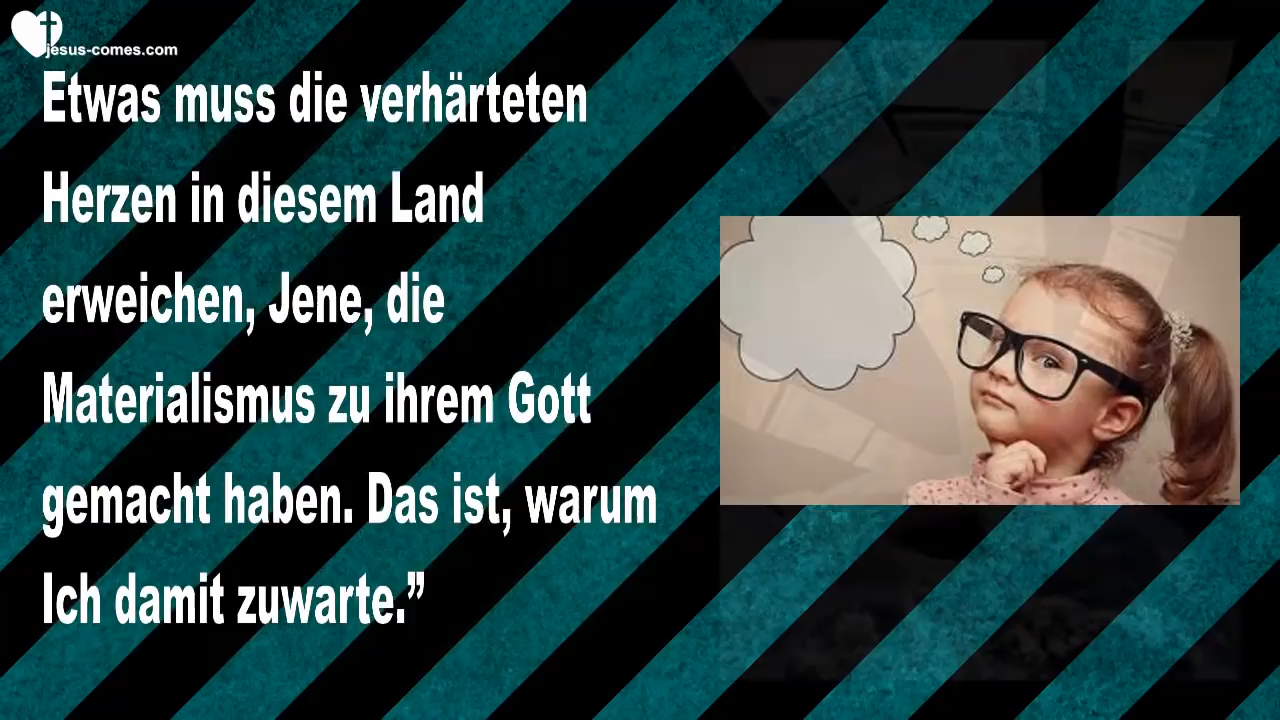 jesus-comes.com
Etwas muss die verhärteten
Herzen in diesem Land
erweichen, Jene, die
Materialismus zu ihrem Gott
gemacht haben. Das ist, warum
Ich damit zuwarte.”